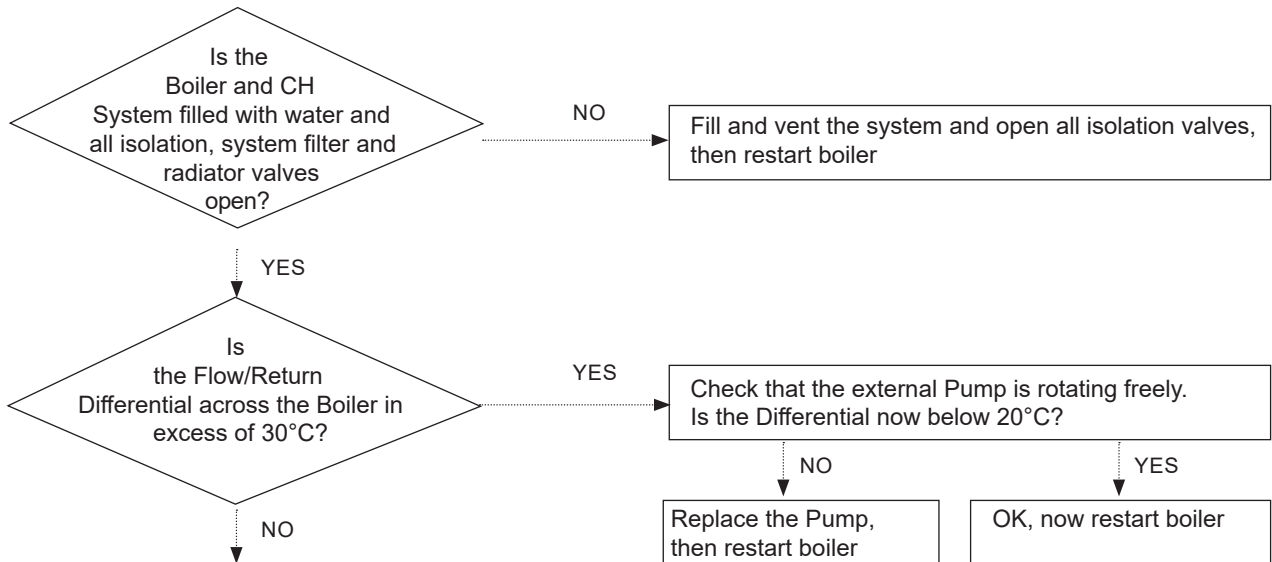 Is the
Boiler and CH
System filled with water and
all isolation, system filter and
radiator valves
open?
NO
Fill and vent the system and open all isolation valves,
then restart boiler
YES
Is
the Flow/Return
Differential across the Boiler in
excess of 30°C?
YES
Check that the external Pump is rotating freely.
Is the Differential now below 20°C?
NO
YES
Replace the Pump,
then restart boiler
OK, now restart boiler
NO